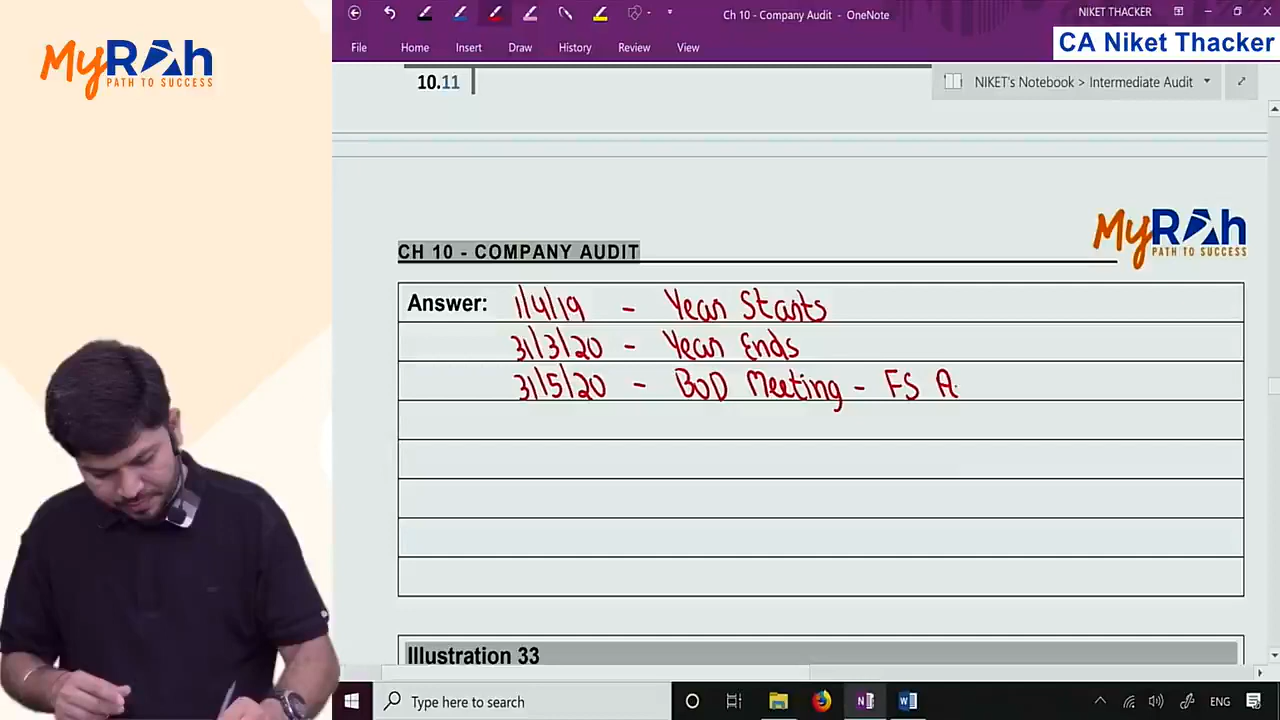 MyRAh
PATH TO SUCCESS
Ch 10 - Company Audit - OneNote
NIKET THACKER
CA Niket Thacker
File Home Insert Draw History Review View
10.11
NIKET's Notebook > Intermediate Audit
MyRAh
PATH TO SUCCESS
CH 10 - COMPANY AUDIT
Answer: 1/4/19 - Year Starts
31/3/20 - Year Ends
31/5/20 - BOD Meeting - FS A
Illustration 33
Type here to search
ENG